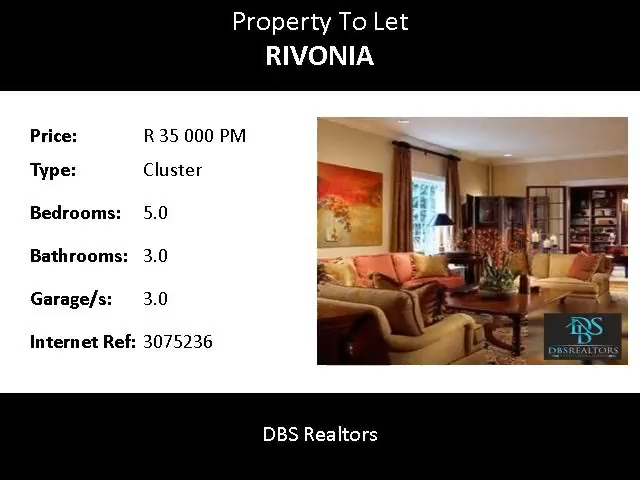 Property To Let
RIVONIA
Price: R 35 000 PM
Type: Cluster
Bedrooms: 5.0
Bathrooms: 3.0
Garage/s: 3.0
Internet Ref: 3075236
DBS
DBSREALTORS
DBS Realtors